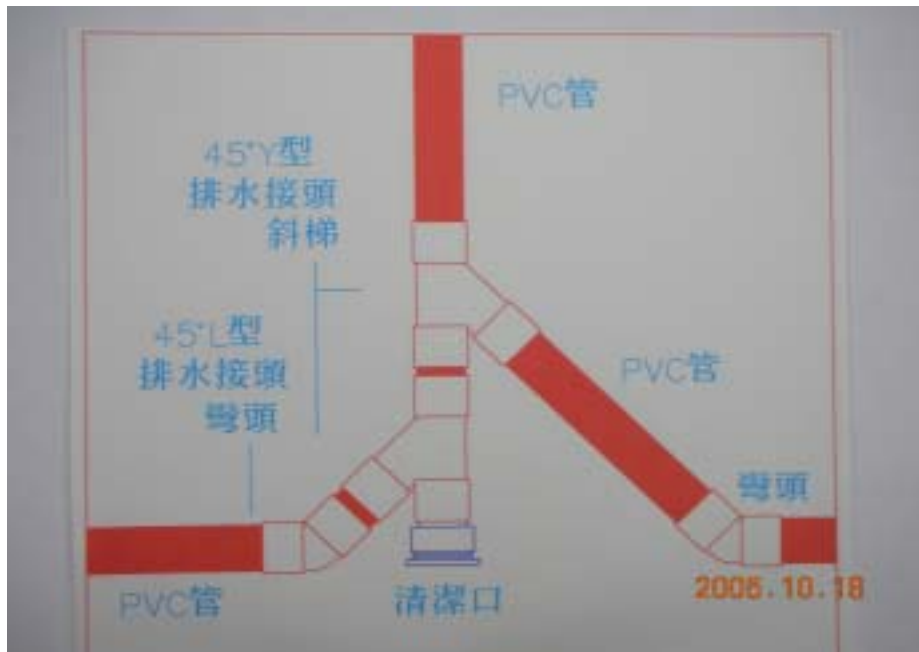 PVC管
45°Y型
排水接頭
斜梯
45°L型
排水接頭
彎頭
PVC管
彎頭
PVC管
清潔口
2005.10.18